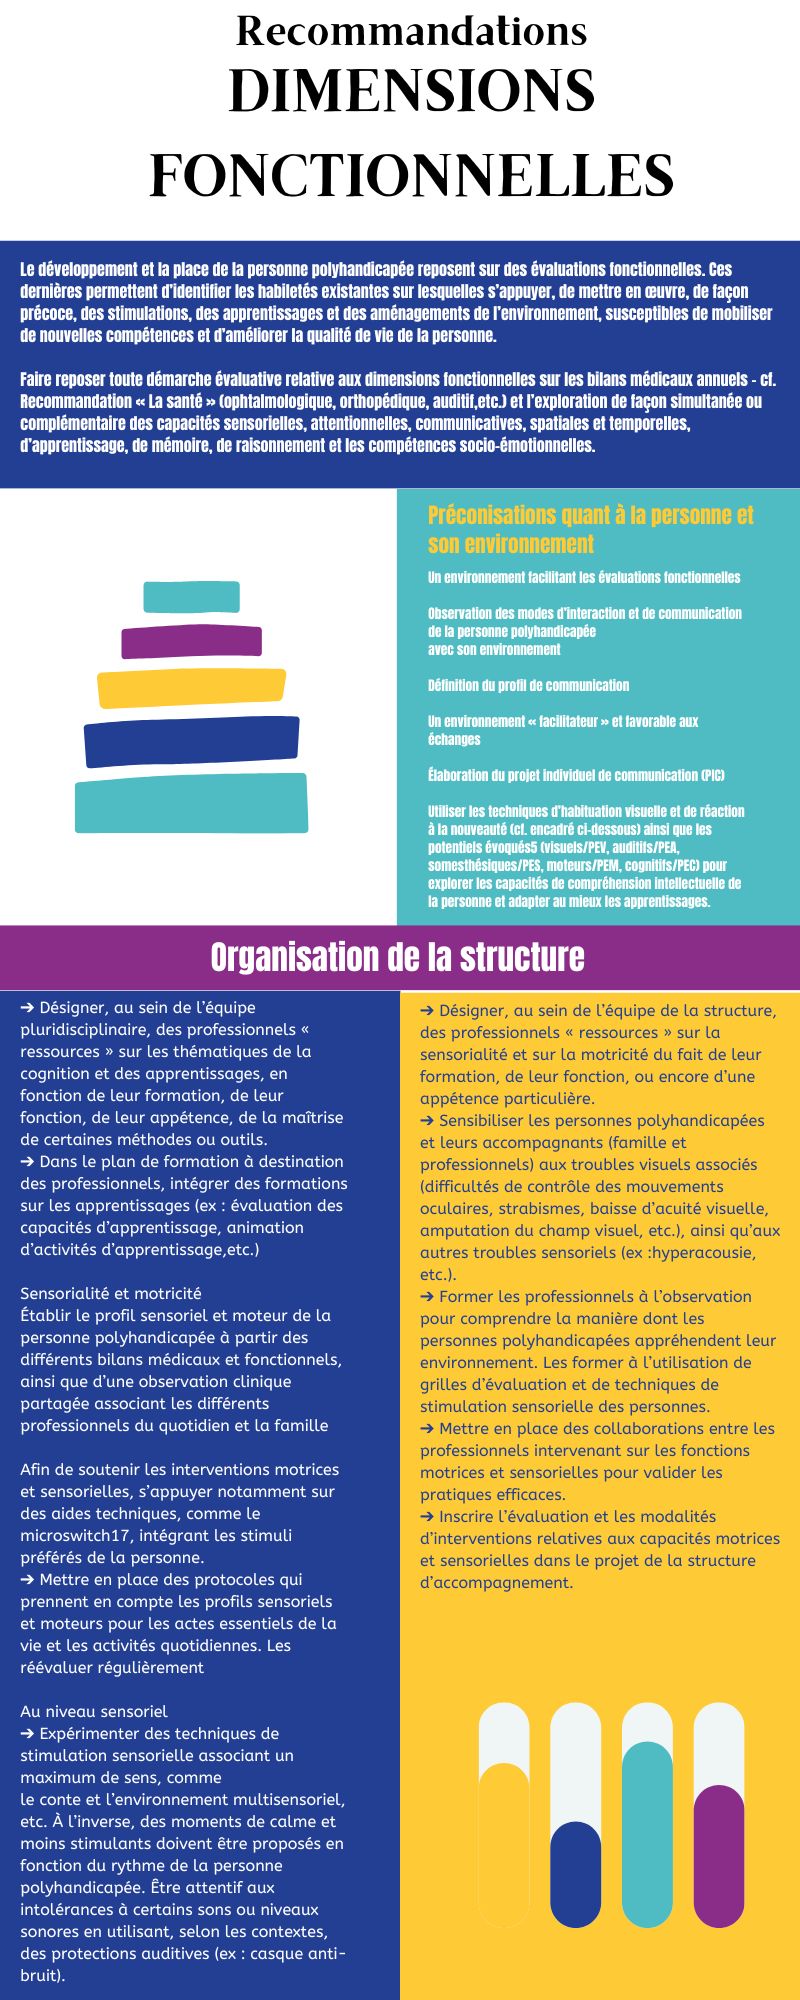 Recommandations
DIMENSIONS
FONCTIONNELLES
Le développement et la place de la personne polyhandicapée reposent sur des évaluations fonctionnelles. Ces
dernières permettent d’identifier les habiletés existantes sur lesquelles s’appuyer, de mettre en œuvre, de façon
précoce, des stimulations, des apprentissages et des aménagements de l’environnement, susceptibles de mobiliser
de nouvelles compétences et d’améliorer la qualité de vie de la personne.
Faire reposer toute démarche évaluative relative aux dimensions fonctionnelles sur les bilans médicaux annuels - cf.
Recommandation « La santé » (ophtalmologique, orthopédique, auditif,etc.) et l’exploration de façon simultanée ou
complémentaire des capacités sensorielles, attentionnelles, communicatives, spatiales et temporelles,
d’apprentissage, de mémoire, de raisonnement et les compétences socio-émotionnelles.
Préconisations quant à la personne et
son environnement
Un environnement facilitant les évaluations fonctionnelles
Observation des modes d’interaction et de communication
de la personne polyhandicapée
avec son environnement
Définition du profil de communication
Un environnement « facilitateur » et favorable aux
échanges
Élaboration du projet individuel de communication (PIC)
Utiliser les techniques d’habituation visuelle et de réaction
à la nouveauté (cf. encadré ci-dessous) ainsi que les
potentiels évoqués5 (visuels/PEV, auditifs/PEA,
somesthésiques/PES, moteurs/PEM, cognitifs/PEC) pour
explorer les capacités de compréhension intellectuelle de
la personne et adapter au mieux les apprentissages.
Organisation de la structure
➔ Désigner, au sein de l’équipe
pluridisciplinaire, des professionnels «
ressources » sur les thématiques de la
cognition et des apprentissages, en
fonction de leur formation, de leur
fonction, de leur appétence, de la maîtrise
de certaines méthodes ou outils.
➔ Dans le plan de formation à destination
des professionnels, intégrer des formations
sur les apprentissages (ex : évaluation des
capacités d’apprentissage, animation
d’activités d’apprentissage,etc.)
Sensorialité et motricité
Établir le profil sensoriel et moteur de la
personne polyhandicapée à partir des
différents bilans médicaux et fonctionnels,
ainsi que d’une observation clinique
partagée associant les différents
professionnels du quotidien et la famille
Afin de soutenir les interventions motrices
et sensorielles, s’appuyer notamment sur
des aides techniques, comme le
microswitch17, intégrant les stimuli
préférés de la personne.
➔ Mettre en place des protocoles qui
prennent en compte les profils sensoriels
et moteurs pour les actes essentiels de la
vie et les activités quotidiennes. Les
réévaluer régulièrement
Au niveau sensoriel
➔ Expérimenter des techniques de
stimulation sensorielle associant un
maximum de sens, comme
le conte et l’environnement multisensoriel,
etc. À l’inverse, des moments de calme et
moins stimulants doivent être proposés en
fonction du rythme de la personne
polyhandicapée. Être attentif aux
intolérances à certains sons ou niveaux
sonores en utilisant, selon les contextes,
des protections auditives (ex : casque anti-
bruit).
➔ Désigner, au sein de l’équipe de la structure,
des professionnels « ressources » sur la
sensorialité et sur la motricité du fait de leur
formation, de leur fonction, ou encore d’une
appétence particulière.
➔ Sensibiliser les personnes polyhandicapées
et leurs accompagnants (famille et
professionnels) aux troubles visuels associés
(difficultés de contrôle des mouvements
oculaires, strabismes, baisse d’acuité visuelle,
amputation du champ visuel, etc.), ainsi qu’aux
autres troubles sensoriels (ex :hyperacousie,
etc.).
➔ Former les professionnels à l’observation
pour comprendre la manière dont les
personnes polyhandicapées appréhendent leur
environnement. Les former à l’utilisation de
grilles d’évaluation et de techniques de
stimulation sensorielle des personnes.
➔ Mettre en place des collaborations entre les
professionnels intervenant sur les fonctions
motrices et sensorielles pour valider les
pratiques efficaces.
➔ Inscrire l’évaluation et les modalités
d’interventions relatives aux capacités motrices
et sensorielles dans le projet de la structure
d’accompagnement.